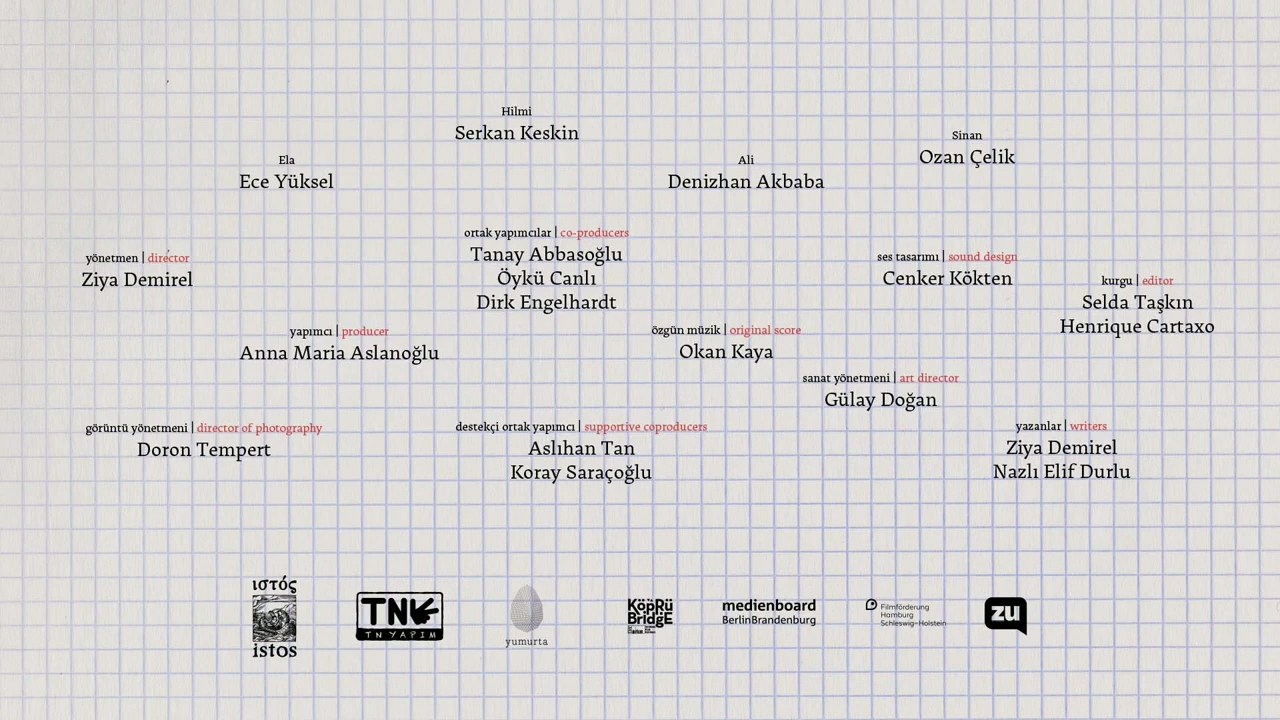 Hilmi
Serkan Keskin
Sinan
Ozan Çelik
Ela
Ece Yüksel
Ali
Denizhan Akbaba
ortak yapımcılar | co-producers
Tanay Abbasoğlu
Öykü Canlı
Dirk Engelhardt
yönetmen | director
Ziya Demirel
ses tasarımı | sound design
Cenker Kökten
kurgu | editor
Selda Taşkın
Henrique Cartaxo
yapımcı | producer
Anna Maria Aslanoğlu
özgün müzik | original score
Okan Kaya
sanat yönetmeni | art director
Gülay Doğan
görüntü yönetmeni | director of photography
Doron Tempert
destekçi ortak yapımcı | supportive coproducers
Aslıhan Tan
Koray Saraçoğlu
yazanlar | writers
Ziya Demirel
Nazlı Elif Durlu
ιστός
istos
TN
TN YAPIM
yumurta
KöpRü
BridgE
medienboard
BerlinBrandenburg
Filmförderung
Hamburg
Schleswig-Holstein
zu